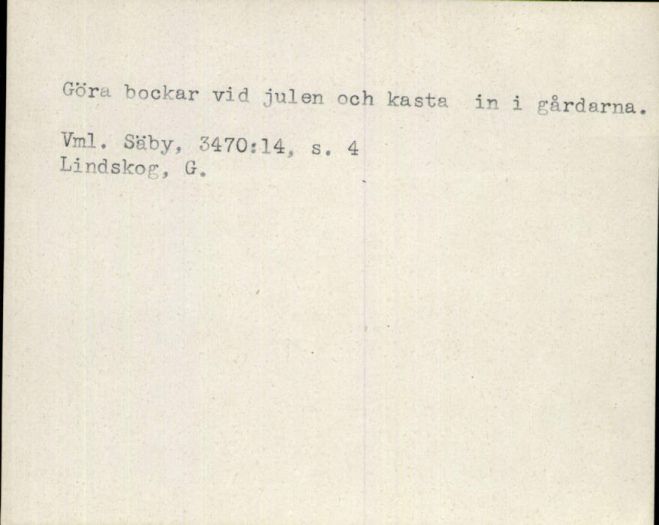 Göra bockar vid julen och kasta in i gårdarna.
Vml. Säby, 3470:14, s. 4
Lindskog, G.